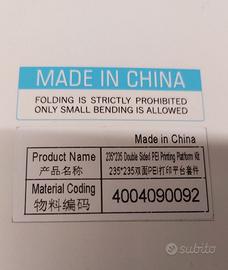 MADE IN CHINA
FOLDING IS STRICTLY PROHIBITED
ONLY SMALL BENDING IS ALLOWED
Made in China
Product Name
产品名称
235*235 Double Sided PEI Printing Platform Kit
235*235双面PEI打印平台套件
Material Coding
物料编码
4004090092
subito